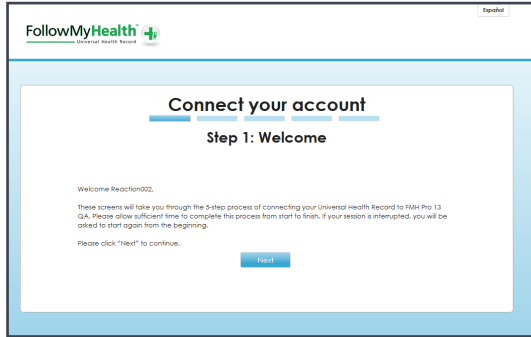 Español
FollowMyHealth™
Universal Health Record
Connect your account
Step 1: Welcome
Welcome Reaction002,
These screens will take you through the 5-step process of connecting your Universal Health Record to FMH Pro 13
QA. Please allow sufficient time to complete this process from start to finish. If your session is interrupted, you will be
asked to start again from the beginning.
Please click "Next" to continue.
Next